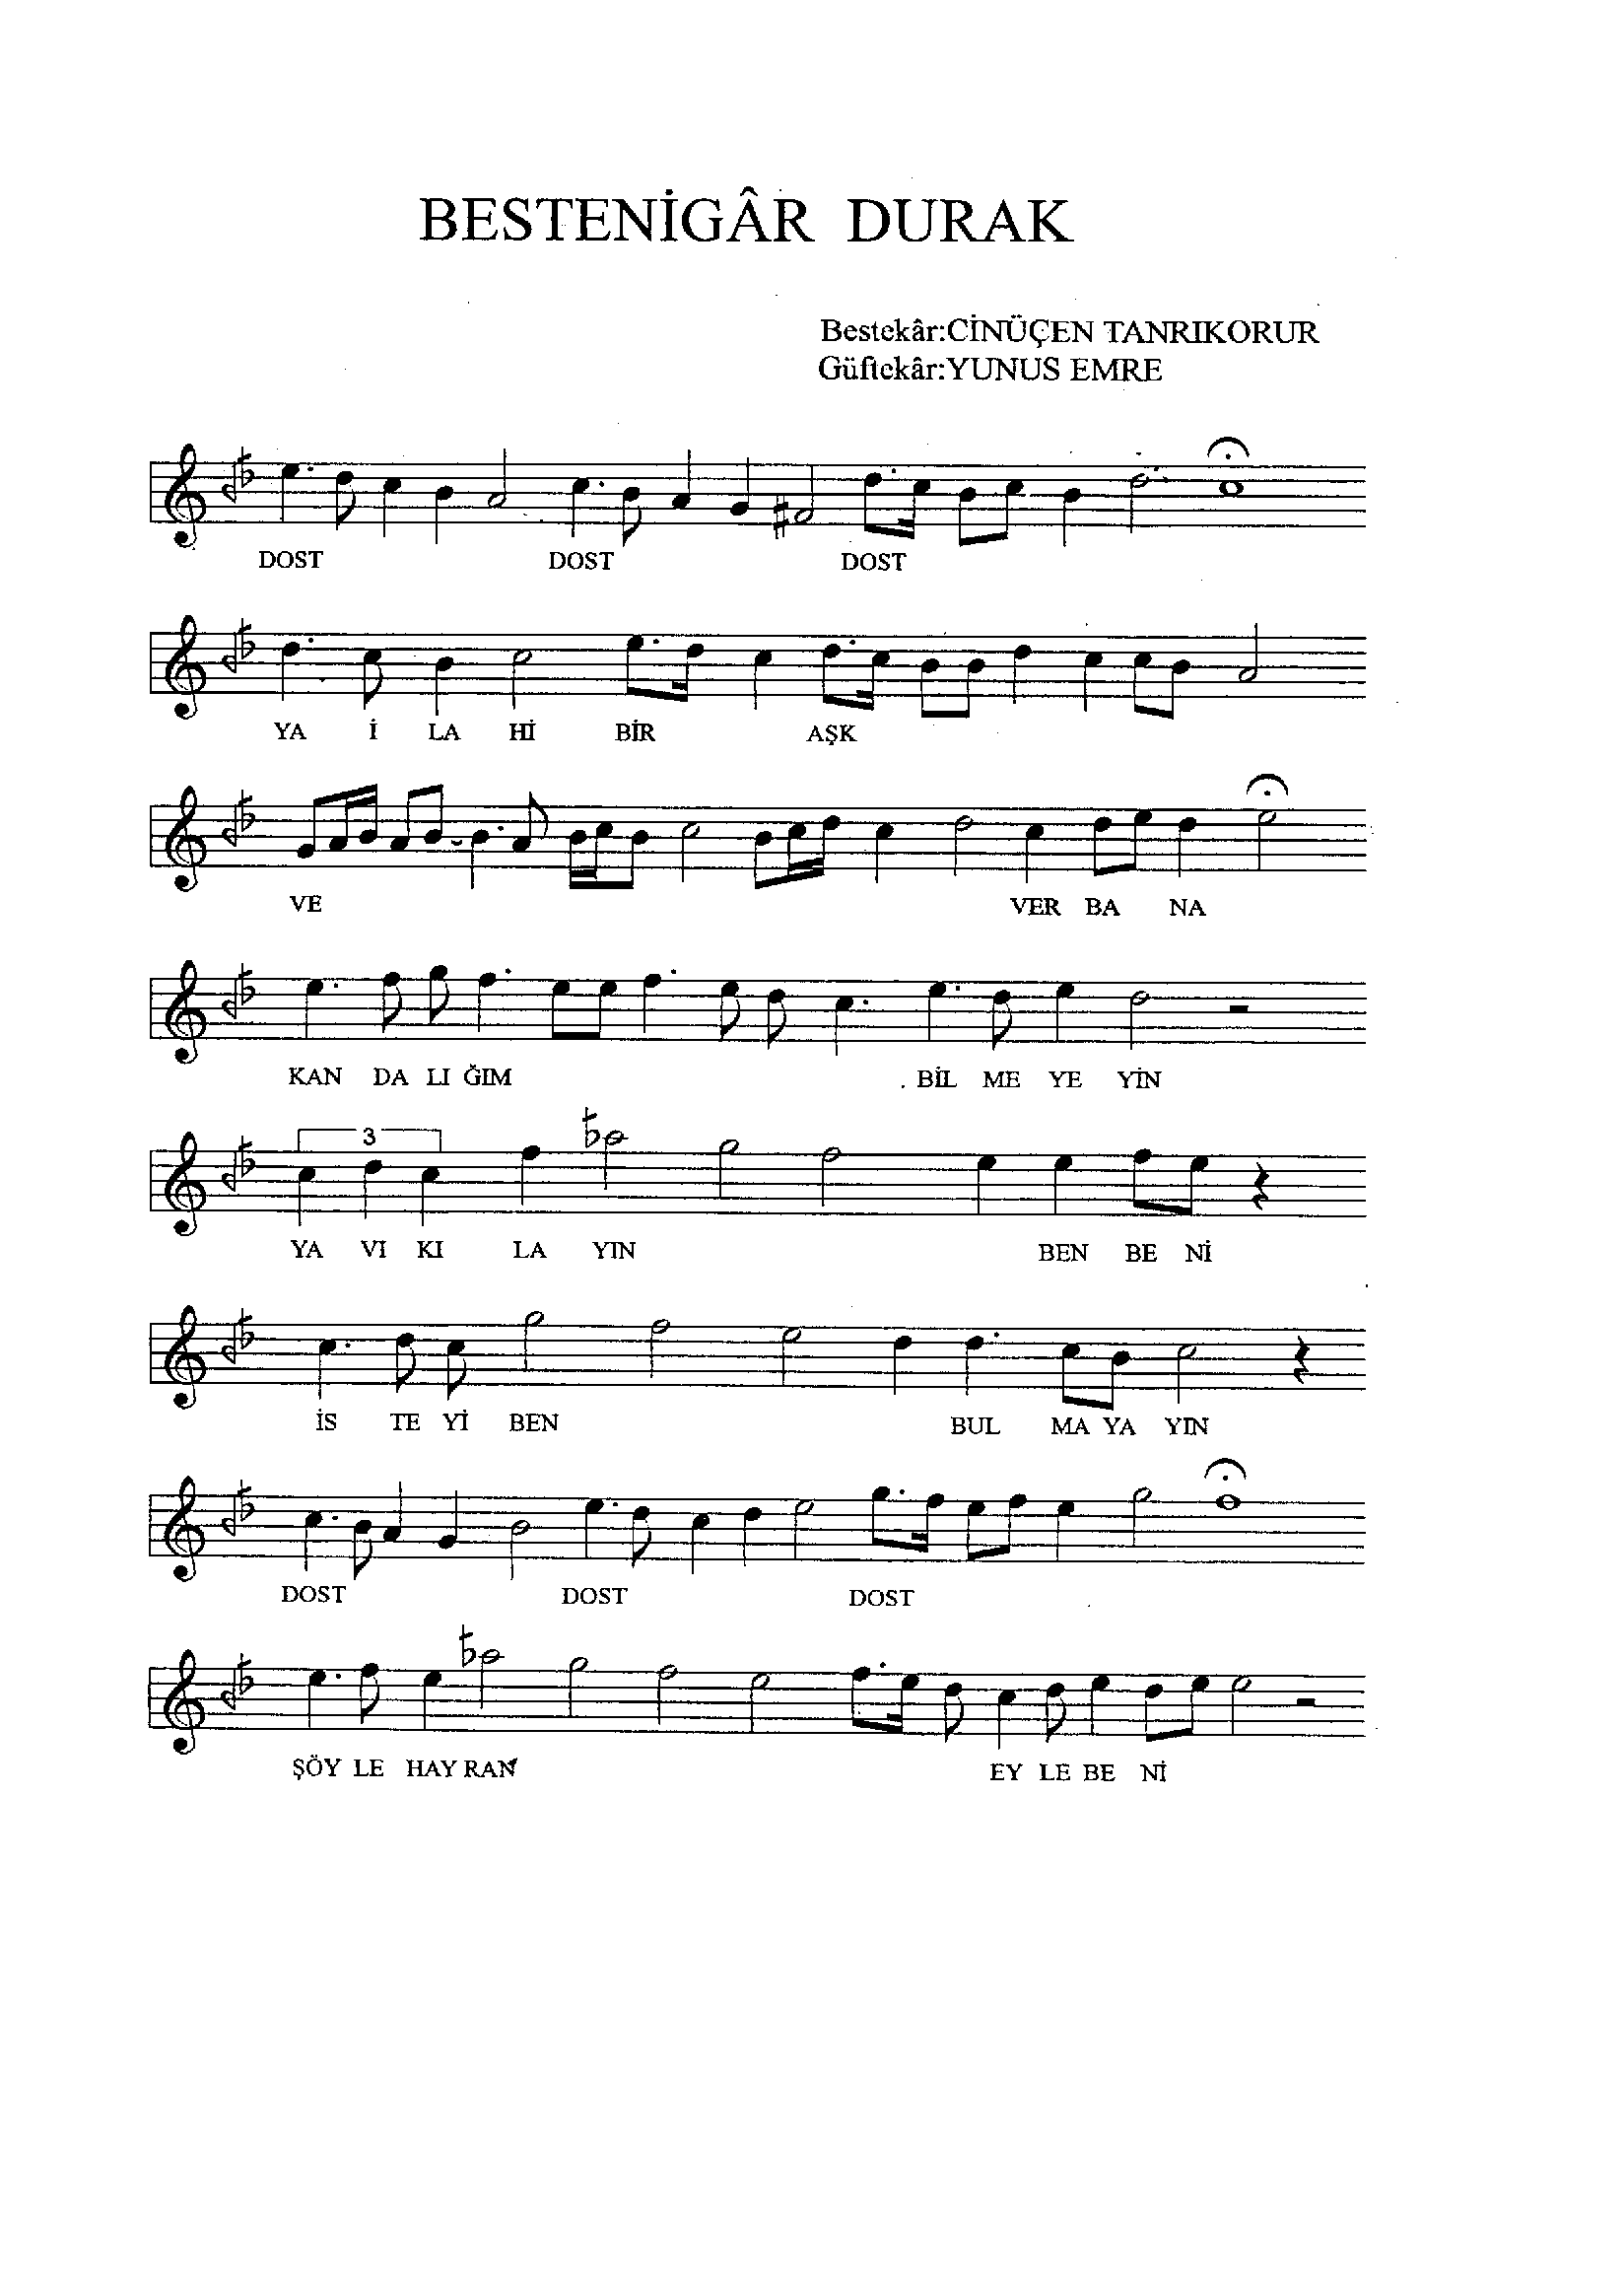 BESTENİGÂR DURAK
Bestekâr:CİNÜÇEN TANRIKORUR
Güftekâr:YUNUS EMRE
DOST DOST DOST
YA İ LA Hİ BİR AŞK
VE VER BA NA
KAN DA LI ĞIM BİL ME YE YİN
3
YA VI KI LA YIN BEN BE Nİ
İS TE Yİ BEN BUL MA YA YIN
DOST DOST DOST
ŞÖY LE HAY RAN EY LE BE Nİ